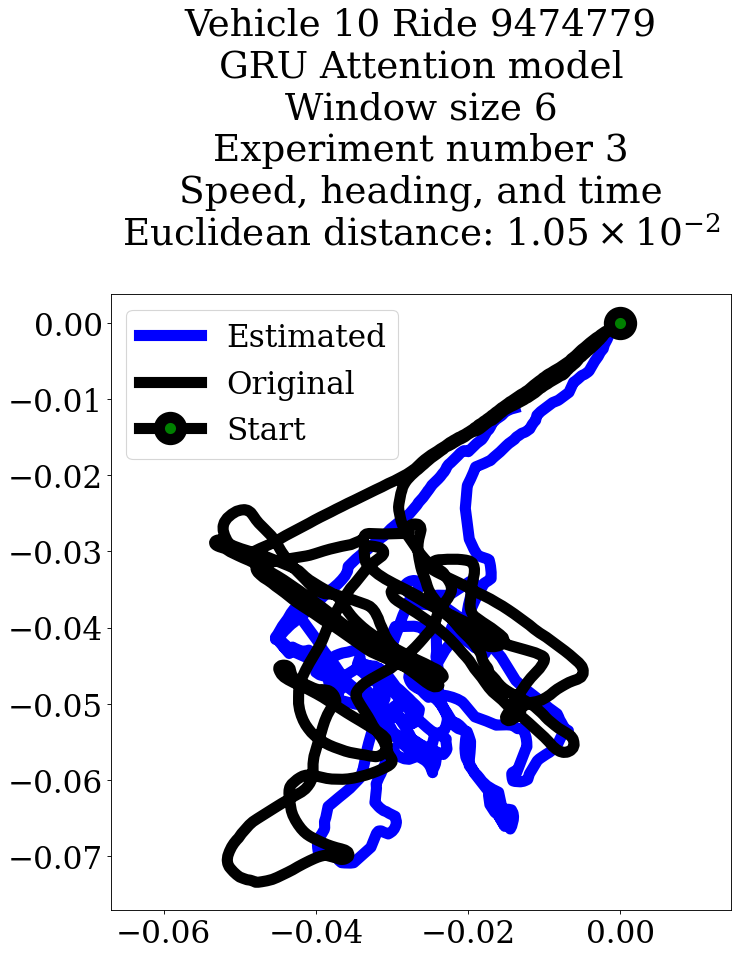 Vehicle 10 Ride 9474779
GRU Attention model
Window size 6
Experiment number 3
Speed, heading, and time
Euclidean distance: 1.05 × 10⁻²
Estimated
Original
Start
0.00
−0.01
−0.02
−0.03
−0.04
−0.05
−0.06
−0.07
−0.06 −0.04 −0.02 0.00